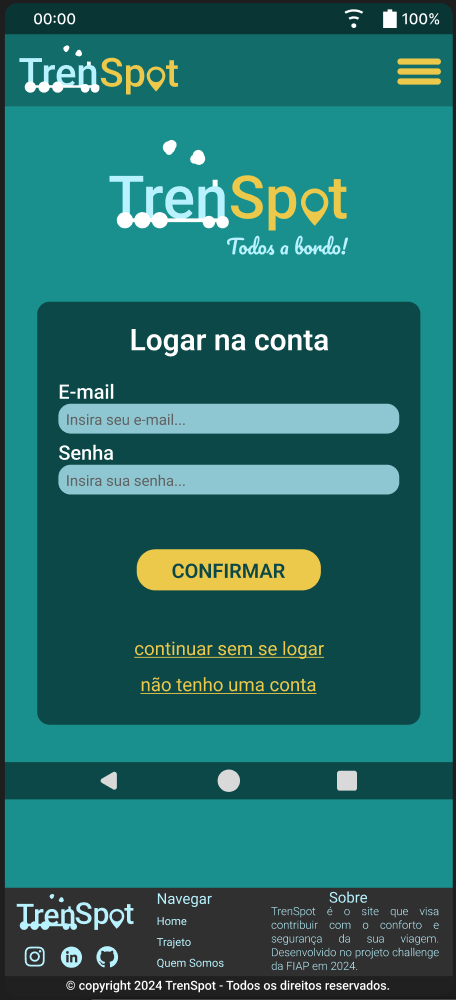 00:00
100%
TrenSpot
TrenSpot
Todos a bordo!
Logar na conta
E-mail
Insira seu e-mail...
Senha
Insira sua senha...
CONFIRMAR
continuar sem se logar
não tenho uma conta
TrenSpot
Navegar
Home
Trajeto
Quem Somos
Sobre
TrenSpot é o site que visa
contribuir com o conforto e
segurança da sua viagem.
Desenvolvido no projeto challenge
da FIAP em 2024.
© copyright 2024 TrenSpot - Todos os direitos reservados.